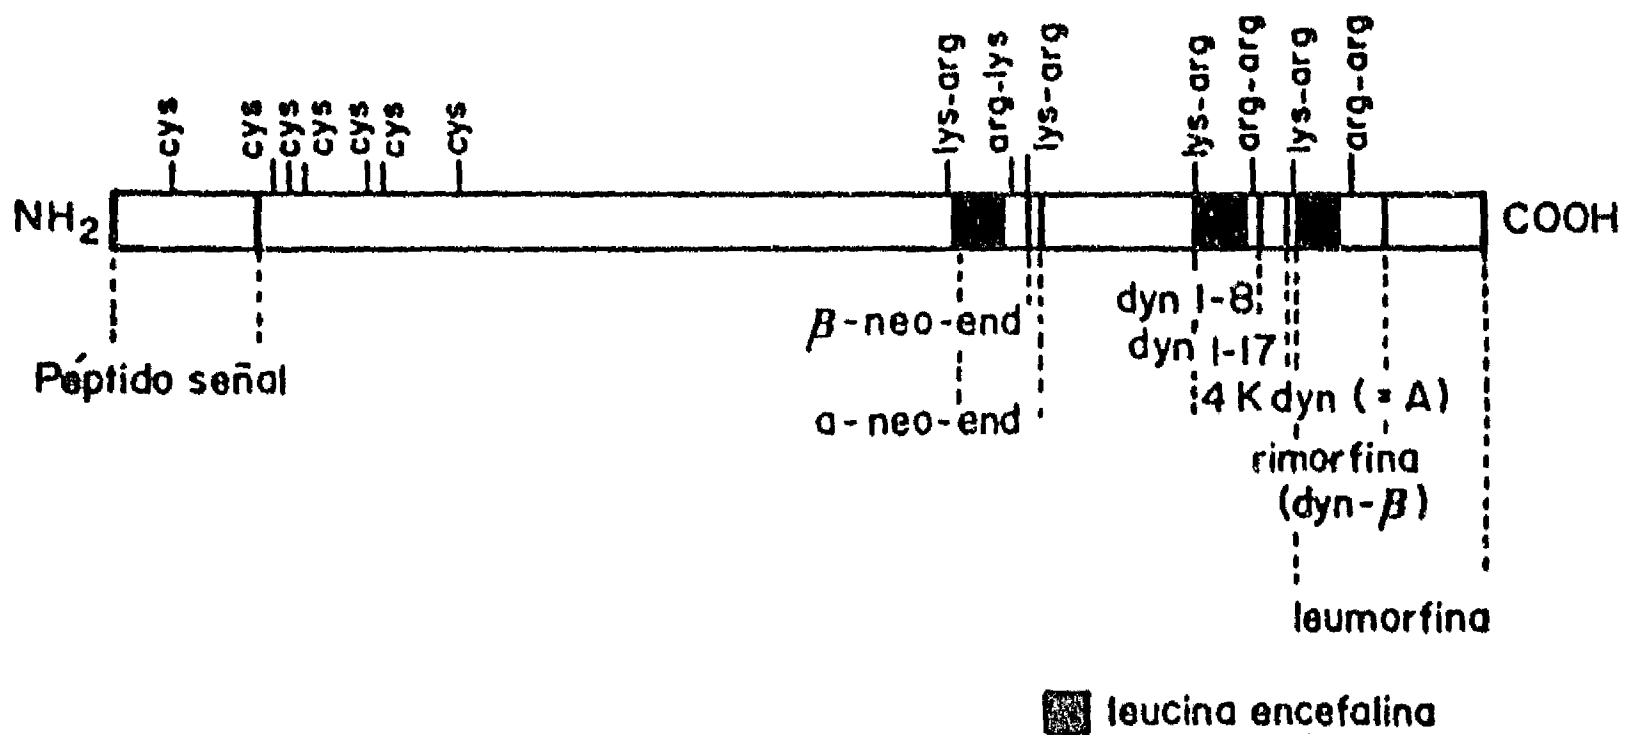 cys
cys
cys
cys
cys
cys
cys
lys-arg
arg-lys
lys-arg
lys-arg
arg-arg
lys-arg
arg-arg
NH2
COOH
Péptido señal
β-neo-end
α-neo-end
dyn 1-8
dyn 1-17
4 K dyn (= A)
rimorfina
(dyn-β)
leumorfina
leucina encefalina